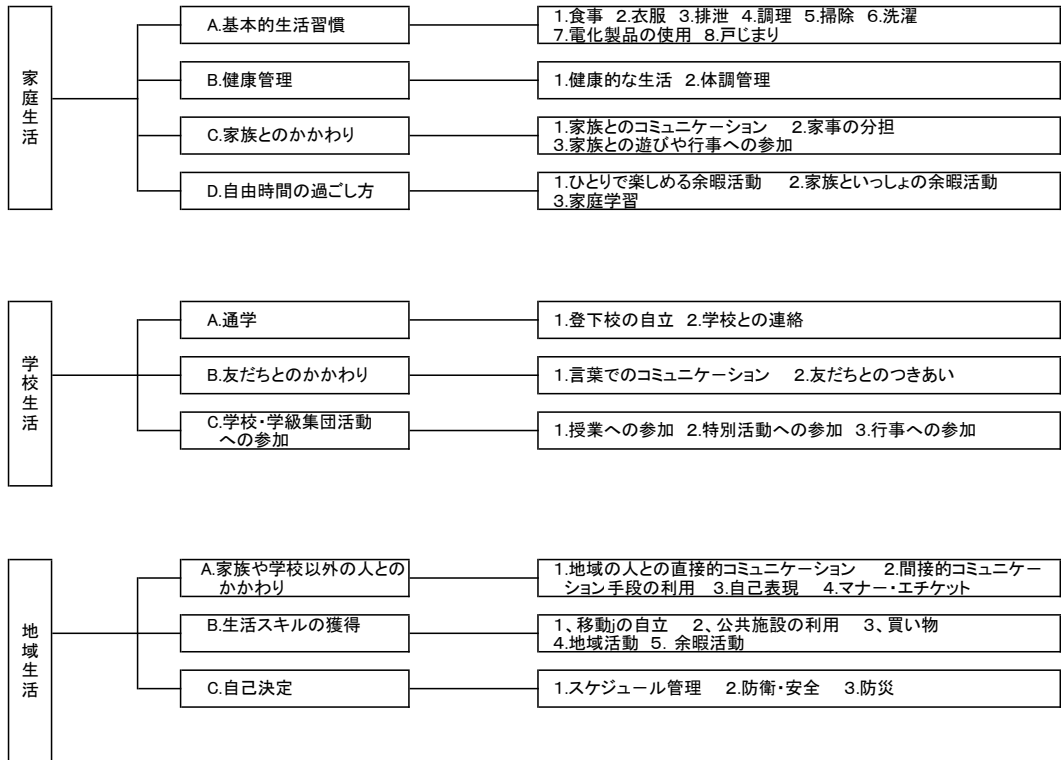 家庭生活
A.基本的生活習慣
1.食事 2.衣服 3.排泄 4.調理 5.掃除 6.洗濯
7.電化製品の使用 8.戸じまり
B.健康管理
1.健康的な生活 2.体調管理
C.家族とのかかわり
1.家族とのコミュニケーション 2.家事の分担
3.家族との遊びや行事への参加
D.自由時間の過ごし方
1.ひとりで楽しめる余暇活動 2.家族といっしょの余暇活動
3.家庭学習
学校生活
A.通学
1.登下校の自立 2.学校との連絡
B.友だちとのかかわり
1.言葉でのコミュニケーション 2.友だちとのつきあい
C.学校・学級集団活動
への参加
1.授業への参加 2.特別活動への参加 3.行事への参加
地域生活
A.家族や学校以外の人との
かかわり
1.地域の人との直接的コミュニケーション 2.間接的コミュニケー
ション手段の利用 3.自己表現 4.マナー・エチケット
B.生活スキルの獲得
1、移動jの自立 2、公共施設の利用 3、買い物
4.地域活動 5. 余暇活動
C.自己決定
1.スケジュール管理 2.防衛・安全 3.防災